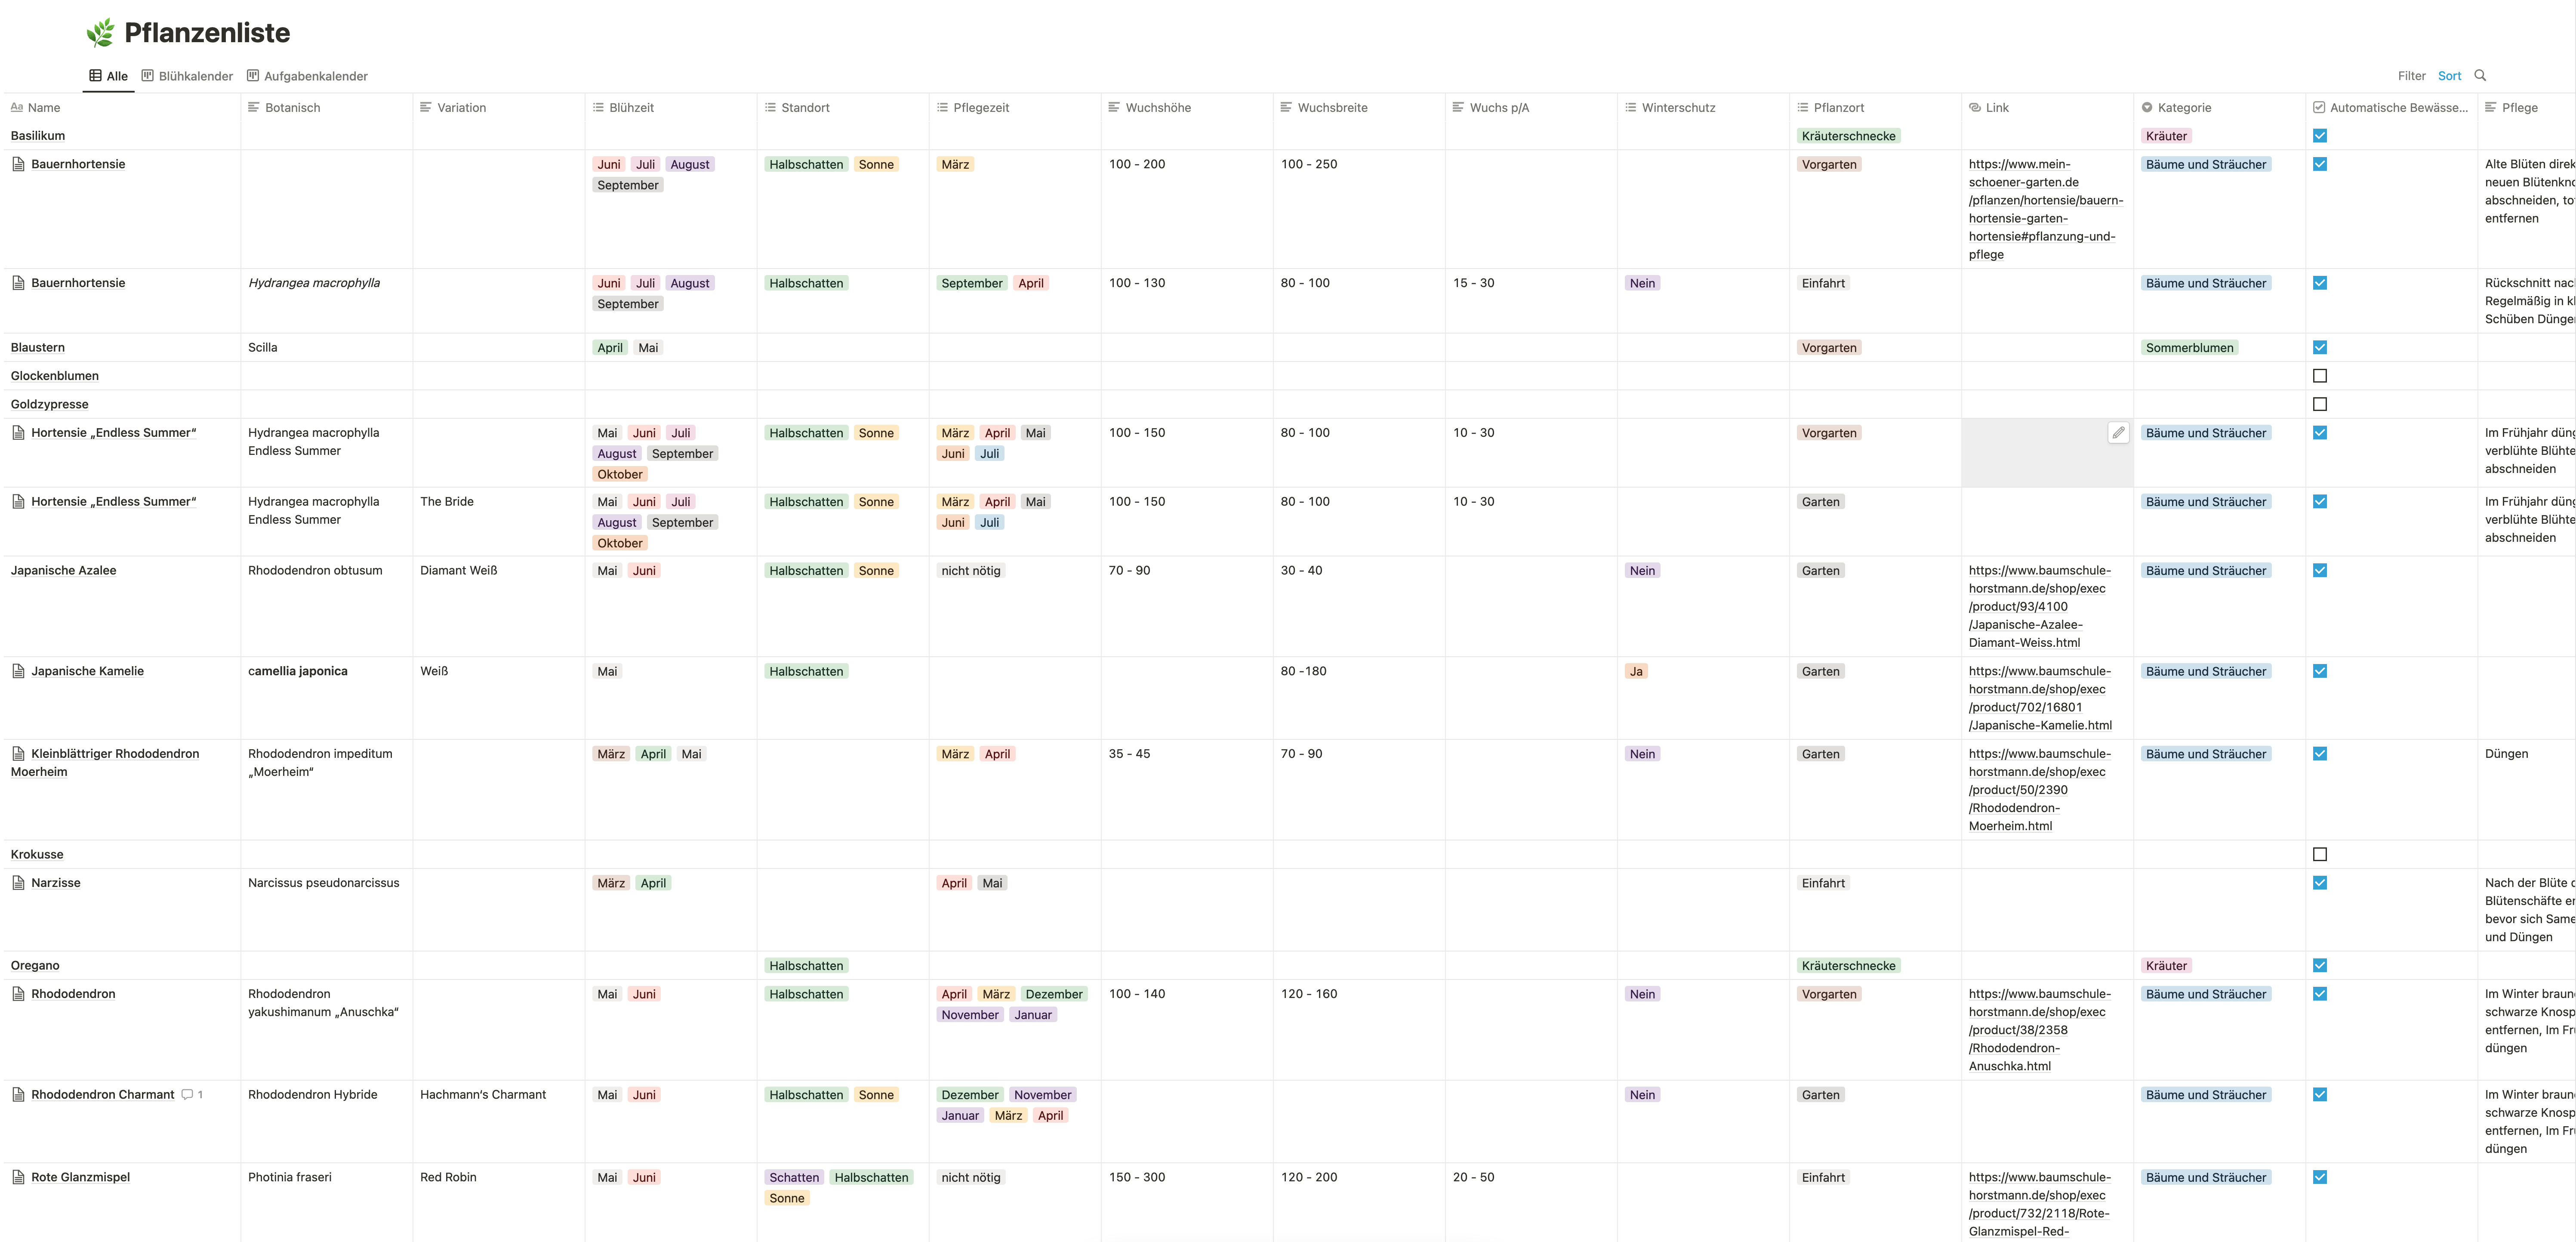 Pflanzenliste
Alle Blühkalender Aufgabenkalender Filter Sort
Aa Name Botanisch Variation Blühzeit Standort Pflegezeit Wuchshöhe Wuchsbreite Wuchs p/A Winterschutz Pflanzort Link Kategorie Automatische Bewässe... Pflege
Basilikum Kräuterschnecke Kräuter
Bauernhortensie Juni Juli August Halbschatten Sonne März 100 - 200 100 - 250 Vorgarten https://www.mein- Bäume und Sträucher Alte Blüten direk
September schoener-garten.de neuen Blütenkno
/pflanzen/hortensie/bauern- abschneiden, to
hortensie-garten- entfernen
hortensie#pflanzung-und-
pflege
Bauernhortensie Hydrangea macrophylla Juni Juli August Halbschatten September April 100 - 130 80 - 100 15 - 30 Nein Einfahrt Bäume und Sträucher Rückschnitt nac
September Regelmäßig in kl
Schüben Dünge
Blaustern Scilla April Mai Vorgarten Sommerblumen
Glockenblumen
Goldzypresse
Hortensie „Endless Summer“ Hydrangea macrophylla Mai Juni Juli Halbschatten Sonne März April Mai 100 - 150 80 - 100 10 - 30 Vorgarten Bäume und Sträucher Im Frühjahr düng
Endless Summer August September Juni Juli verblühte Blühte
Oktober abschneiden
Hortensie „Endless Summer“ Hydrangea macrophylla The Bride Mai Juni Juli Halbschatten Sonne März April Mai 100 - 150 80 - 100 10 - 30 Garten Bäume und Sträucher Im Frühjahr düng
Endless Summer August September Juni Juli verblühte Blühte
Oktober abschneiden
Japanische Azalee Rhododendron obtusum Diamant Weiß Mai Juni Halbschatten Sonne nicht nötig 70 - 90 30 - 40 Nein Garten https://www.baumschule- Bäume und Sträucher
horstmann.de/shop/exec
/product/93/4100
/Japanische-Azalee-
Diamant-Weiss.html
Japanische Kamelie camellia japonica Weiß Mai Halbschatten 80 -180 Ja Garten https://www.baumschule- Bäume und Sträucher
horstmann.de/shop/exec
/product/702/16801
/Japanische-Kamelie.html
Kleinblättriger Rhododendron Rhododendron impeditum März April Mai März April 35 - 45 70 - 90 Nein Garten https://www.baumschule- Bäume und Sträucher Düngen
Moerheim „Moerheim“ horstmann.de/shop/exec
/product/50/2390
/Rhododendron-
Moerheim.html
Krokusse
Narzisse Narcissus pseudonarcissus März April April Mai Einfahrt Nach der Blüte d
Blütenschäfte en
bevor sich Same
und Düngen
Oregano Halbschatten Kräuterschnecke Kräuter
Rhododendron Rhododendron Mai Juni Halbschatten April März Dezember 100 - 140 120 - 160 Nein Vorgarten https://www.baumschule- Bäume und Sträucher Im Winter braun
yakushimanum „Anuschka“ November Januar horstmann.de/shop/exec schwarze Knosp
/product/38/2358 entfernen, Im Fr
/Rhododendron- düngen
Anuschka.html
Rhododendron Charmant 1 Rhododendron Hybride Hachmann‘s Charmant Mai Juni Halbschatten Sonne Dezember November Nein Garten Bäume und Sträucher Im Winter braun
Januar März April schwarze Knosp
entfernen, Im Fr
düngen
Rote Glanzmispel Photinia fraseri Red Robin Mai Juni Schatten Halbschatten nicht nötig 150 - 300 120 - 200 20 - 50 Einfahrt https://www.baumschule- Bäume und Sträucher
Sonne horstmann.de/shop/exec
/product/732/2118/Rote-
Glanzmispel-Red-